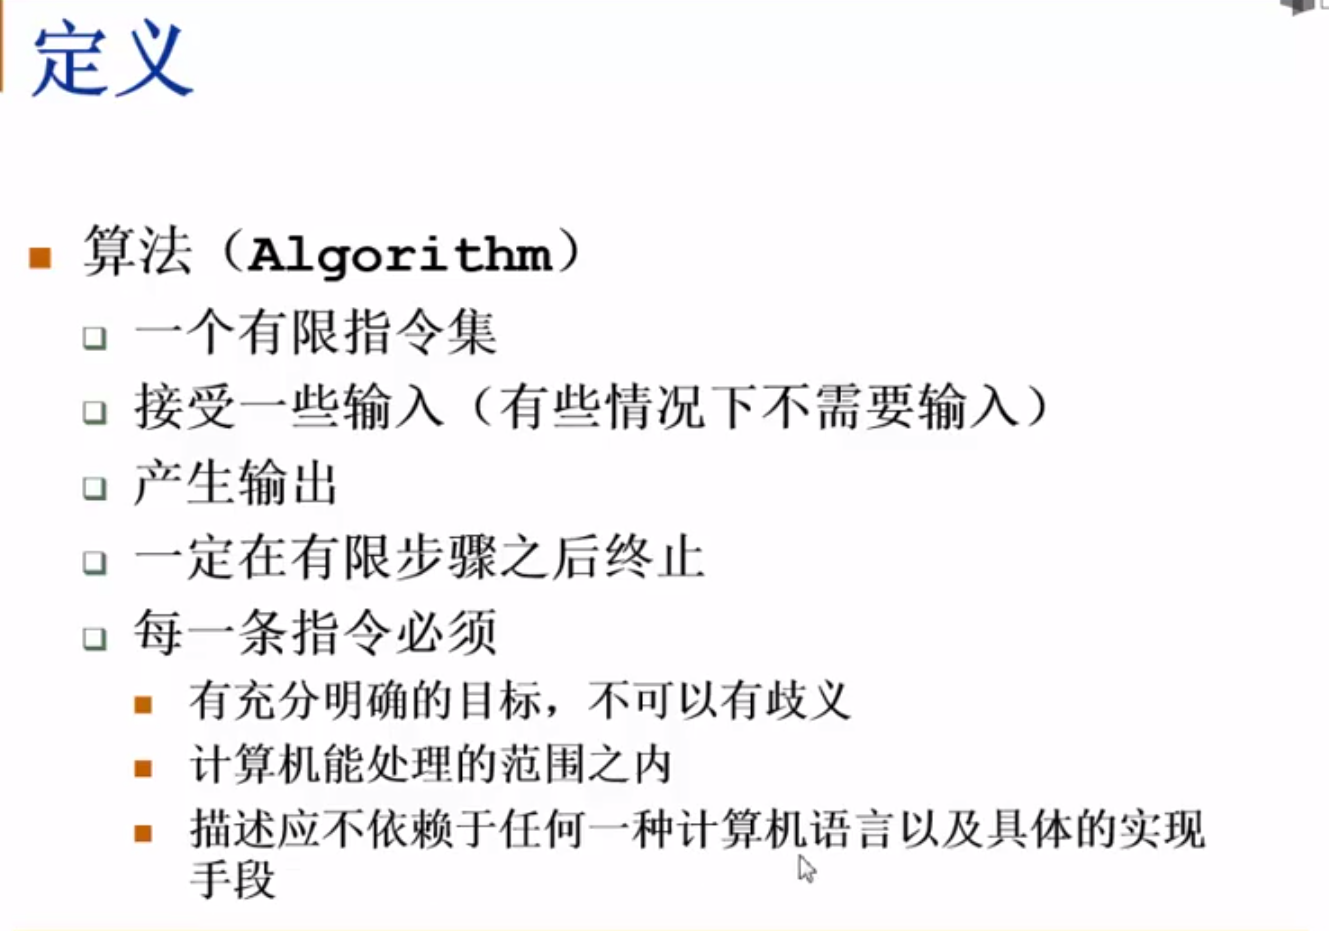 定义
算法（Algorithm）
一个有限指令集
接受一些输入（有些情况下不需要输入）
产生输出
一定在有限步骤之后终止
每一条指令必须
有充分明确的目标，不可以有歧义
计算机能处理的范围之内
描述应不依赖于任何一种计算机语言以及具体的实现
手段